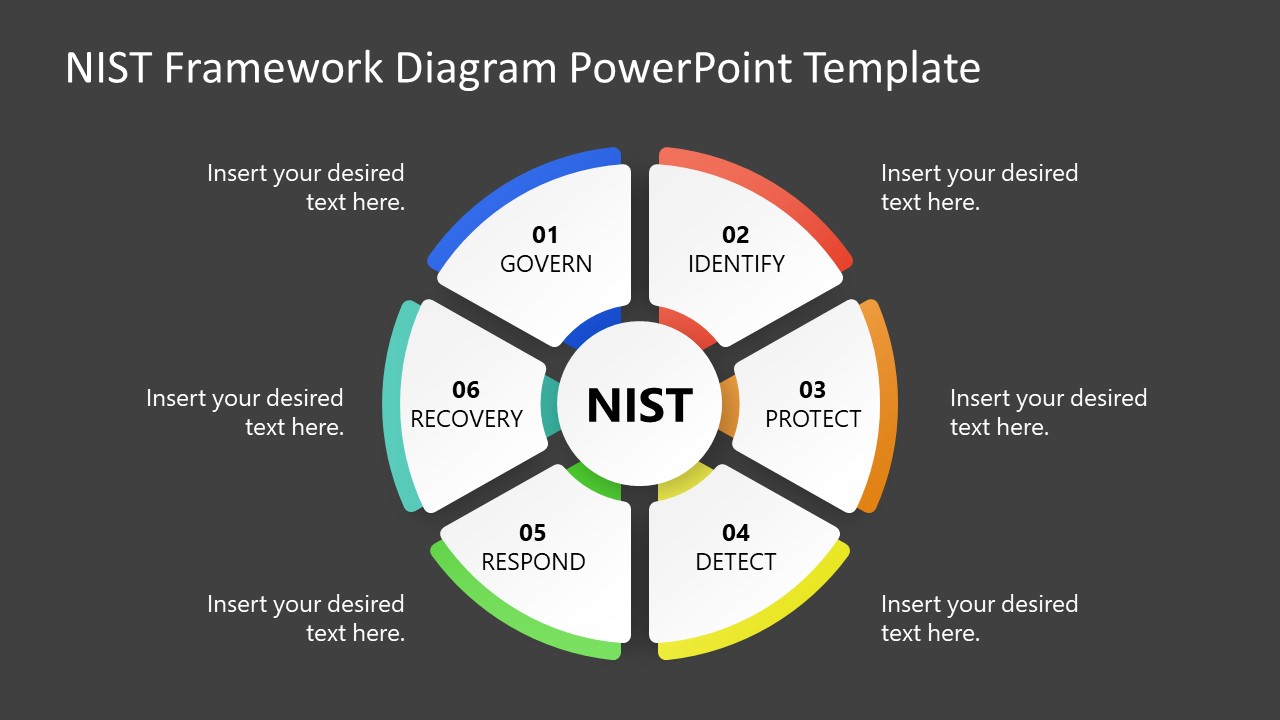 NIST Framework Diagram PowerPoint Template
Insert your desired
text here.
01
GOVERN
02
IDENTIFY
Insert your desired
text here.
Insert your desired
text here.
06
RECOVERY
NIST
03
PROTECT
Insert your desired
text here.
Insert your desired
text here.
05
RESPOND
04
DETECT
Insert your desired
text here.